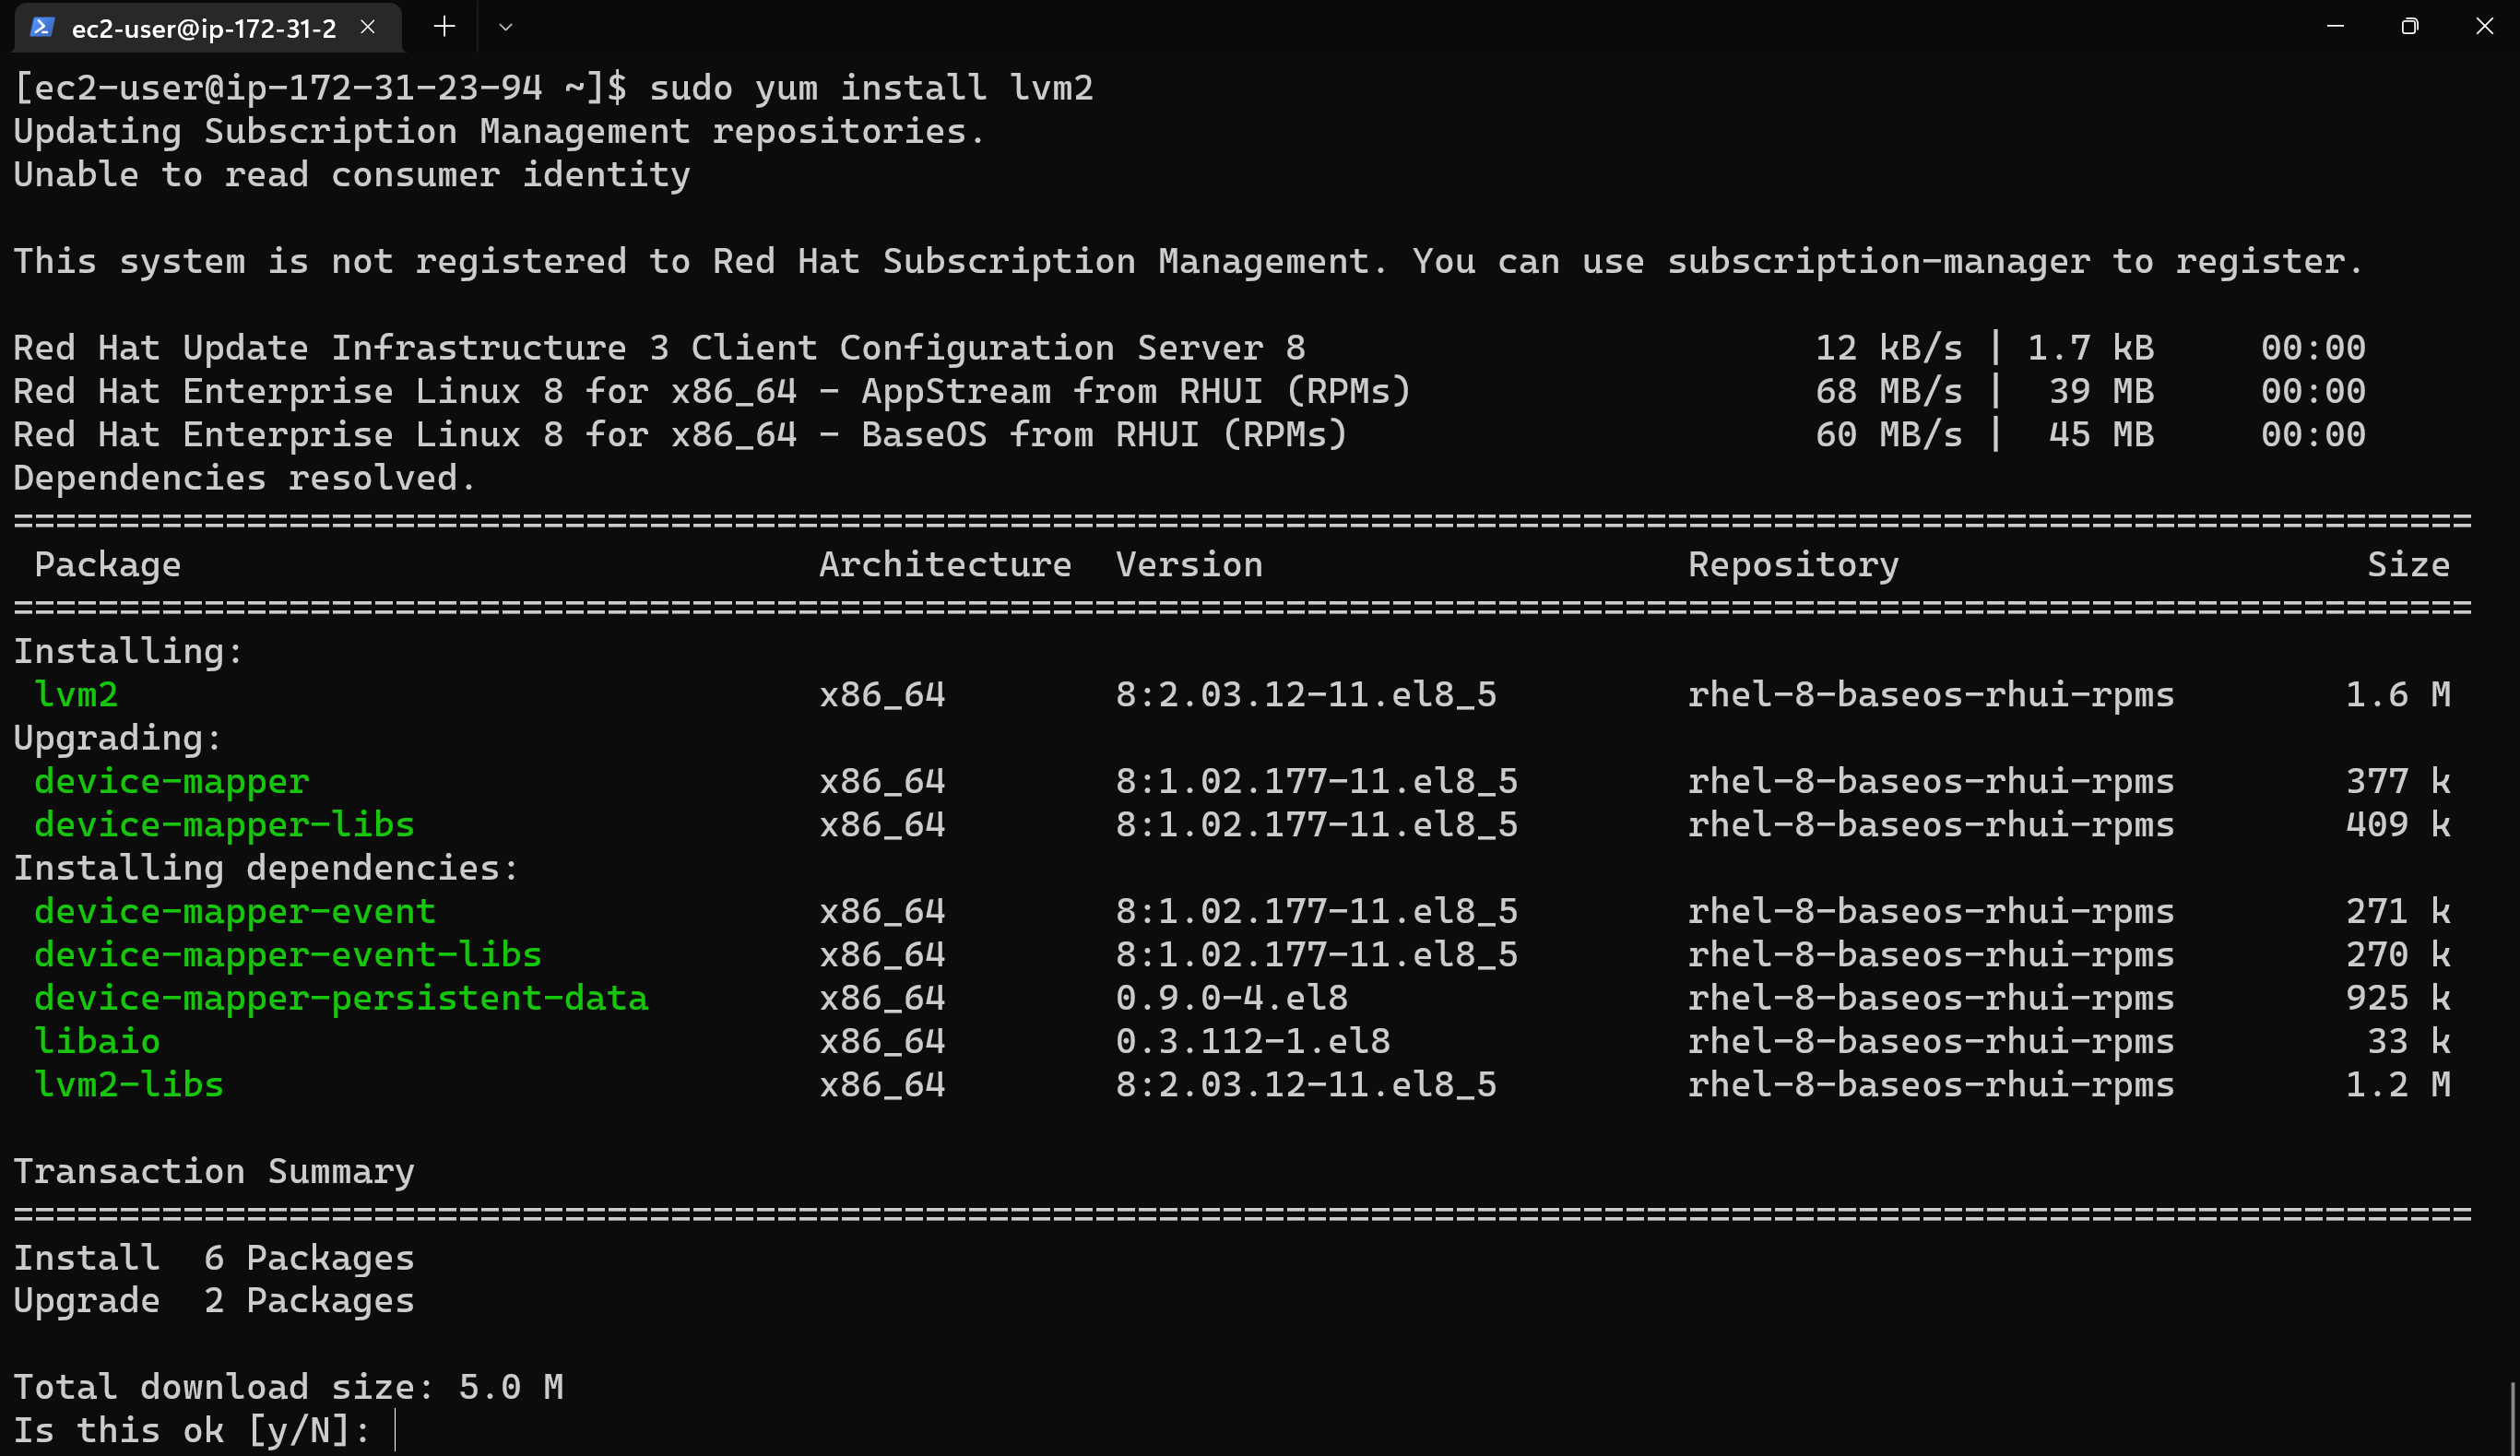 ec2-user@ip-172-31-2
[ec2-user@ip-172-31-23-94 ~]$ sudo yum install lvm2
Updating Subscription Management repositories.
Unable to read consumer identity
This system is not registered to Red Hat Subscription Management. You can use subscription-manager to register.
Red Hat Update Infrastructure 3 Client Configuration Server 8 12 kB/s | 1.7 kB 00:00
Red Hat Enterprise Linux 8 for x86_64 - AppStream from RHUI (RPMs) 68 MB/s | 39 MB 00:00
Red Hat Enterprise Linux 8 for x86_64 - BaseOS from RHUI (RPMs) 60 MB/s | 45 MB 00:00
Dependencies resolved.
====================================================================================================================
Package Architecture Version Repository Size
====================================================================================================================
Installing:
lvm2 x86_64 8:2.03.12-11.el8_5 rhel-8-baseos-rhui-rpms 1.6 M
Upgrading:
device-mapper x86_64 8:1.02.177-11.el8_5 rhel-8-baseos-rhui-rpms 377 k
device-mapper-libs x86_64 8:1.02.177-11.el8_5 rhel-8-baseos-rhui-rpms 409 k
Installing dependencies:
device-mapper-event x86_64 8:1.02.177-11.el8_5 rhel-8-baseos-rhui-rpms 271 k
device-mapper-event-libs x86_64 8:1.02.177-11.el8_5 rhel-8-baseos-rhui-rpms 270 k
device-mapper-persistent-data x86_64 0.9.0-4.el8 rhel-8-baseos-rhui-rpms 925 k
libaio x86_64 0.3.112-1.el8 rhel-8-baseos-rhui-rpms 33 k
lvm2-libs x86_64 8:2.03.12-11.el8_5 rhel-8-baseos-rhui-rpms 1.2 M
Transaction Summary
====================================================================================================================
Install 6 Packages
Upgrade 2 Packages
Total download size: 5.0 M
Is this ok [y/N]: